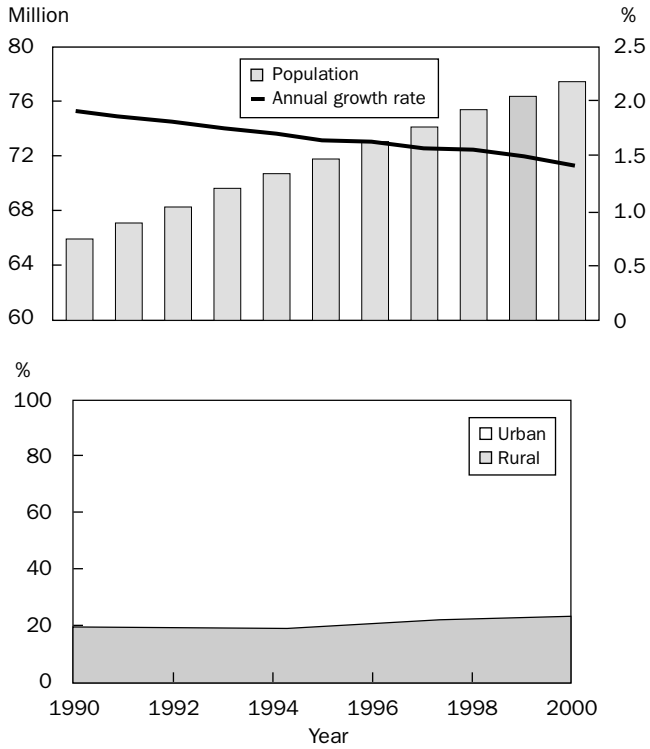 Million %
80 2.5
Population
Annual growth rate
76 2.0
72 1.5
68 1.0
64 0.5
60 0
%
100
Urban
Rural
80
60
40
20
0
1990 1992 1994 1996 1998 2000
Year